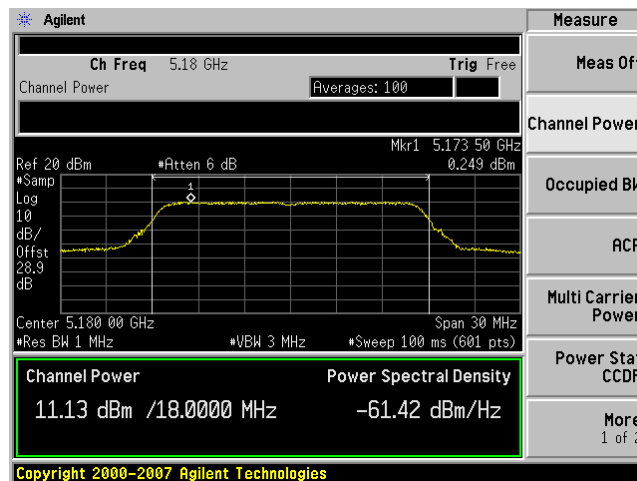 Agilent
Measure
Ch Freq 5.18 GHz Trig Free
Meas Of
Channel Power Averages: 100
Channel Power
Mkr1 5.173 50 GHz
Ref 20 dBm #Atten 6 dB 0.249 dBm
#Samp
1
Occupied B
Log
10
dB/
ACP
Offst
28.9
dB
Multi Carrier
Power
Center 5.180 00 GHz Span 30 MHz
#Res BW 1 MHz #VBW 3 MHz #Sweep 100 ms (601 pts)
Power Sta
CCDF
Channel Power Power Spectral Density
11.13 dBm /18.0000 MHz -61.42 dBm/Hz
More
1 of 2
Copyright 2000-2007 Agilent Technologies